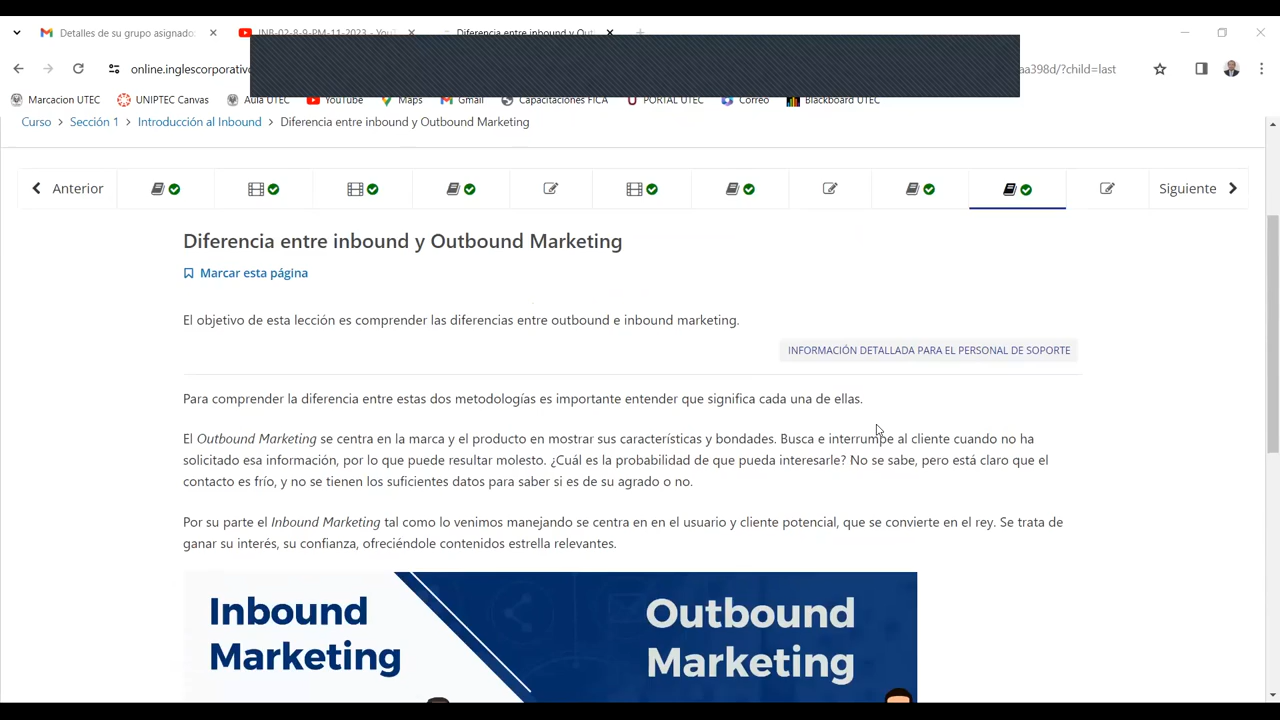 Detalles de su grupo asignado
INB-02-8-9-PM-11-2023 - You
Diferencia entre inbound y Out
online.inglescorporativo
aa398d/?child=last
Marcacion UTEC
UNIPTEC Canvas
Aula UTEC
YouTube
Maps
Gmail
Capacitaciones FICA
PORTAL UTEC
Correo
Blackboard UTEC
Curso > Sección 1 > Introducción al Inbound > Diferencia entre inbound y Outbound Marketing
Anterior
Siguiente
Diferencia entre inbound y Outbound Marketing
Marcar esta página
El objetivo de esta lección es comprender las diferencias entre outbound e inbound marketing.
INFORMACIÓN DETALLADA PARA EL PERSONAL DE SOPORTE
Para comprender la diferencia entre estas dos metodologías es importante entender que significa cada una de ellas.
El Outbound Marketing se centra en la marca y el producto en mostrar sus características y bondades. Busca e interrumpe al cliente cuando no ha
solicitado esa información, por lo que puede resultar molesto. ¿Cuál es la probabilidad de que pueda interesarle? No se sabe, pero está claro que el
contacto es frío, y no se tienen los suficientes datos para saber si es de su agrado o no.
Por su parte el Inbound Marketing tal como lo venimos manejando se centra en en el usuario y cliente potencial, que se convierte en el rey. Se trata de
ganar su interés, su confianza, ofreciéndole contenidos estrella relevantes.
Inbound
Marketing
Outbound
Marketing